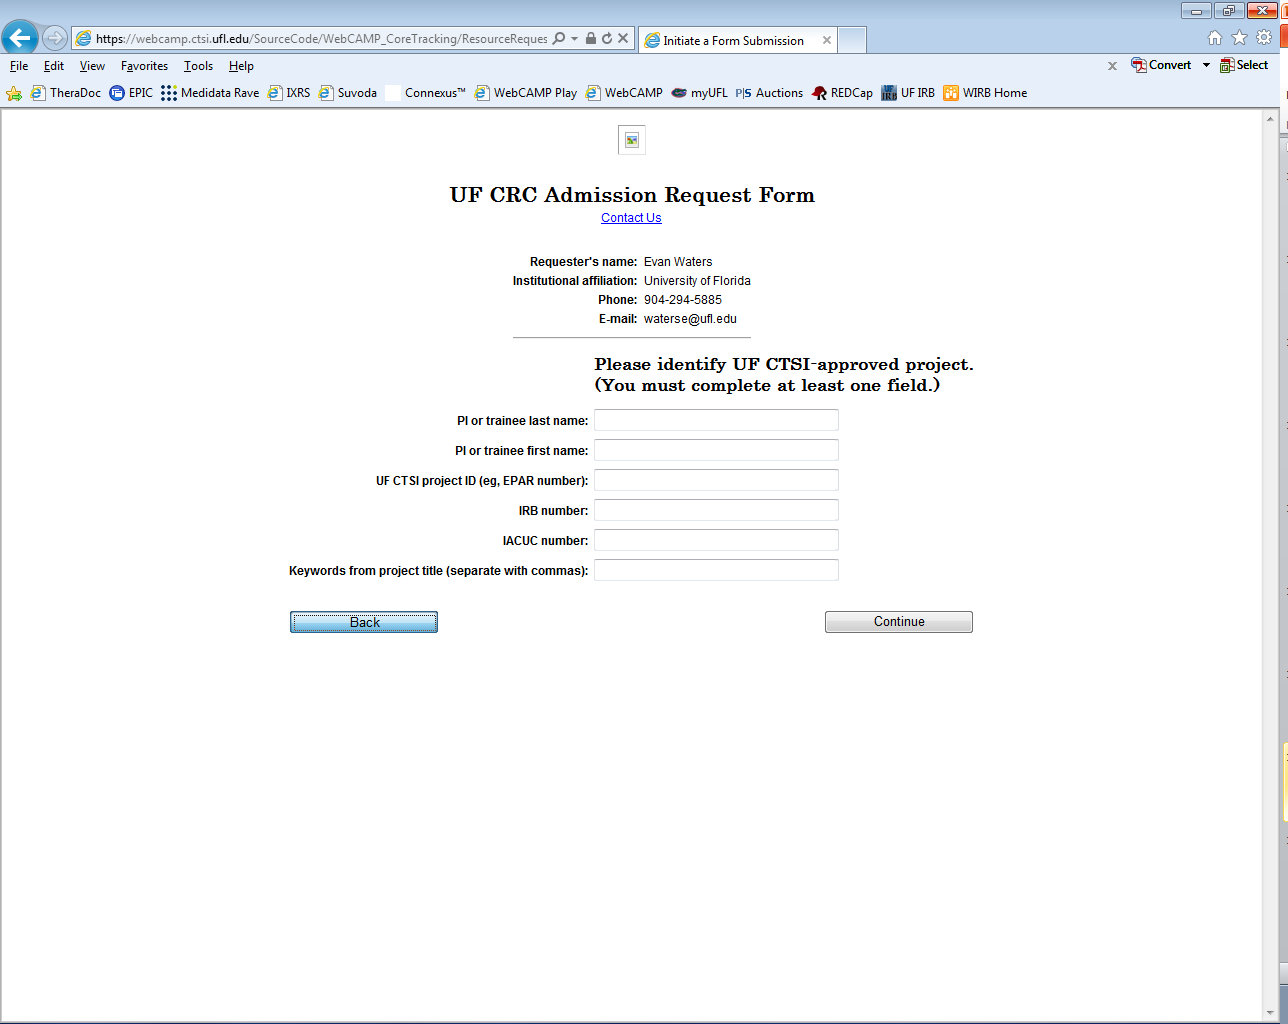 https://webcamp.ctsi.ufl.edu/SourceCode/WebCAMP_CoreTracking/ResourceReques
Initiate a Form Submission
File Edit View Favorites Tools Help
Convert Select
TheraDoc EPIC Medidata Rave IXRS Suvoda Connexus™ WebCAMP Play WebCAMP myUFL P|S Auctions REDCap UF IRB WIRB Home
UF CRC Admission Request Form
Contact Us
Requester's name: Evan Waters
Institutional affiliation: University of Florida
Phone: 904-294-5885
E-mail: waterse@ufl.edu
Please identify UF CTSI-approved project.
(You must complete at least one field.)
PI or trainee last name:
PI or trainee first name:
UF CTSI project ID (eg, EPAR number):
IRB number:
IACUC number:
Keywords from project title (separate with commas):
Back Continue